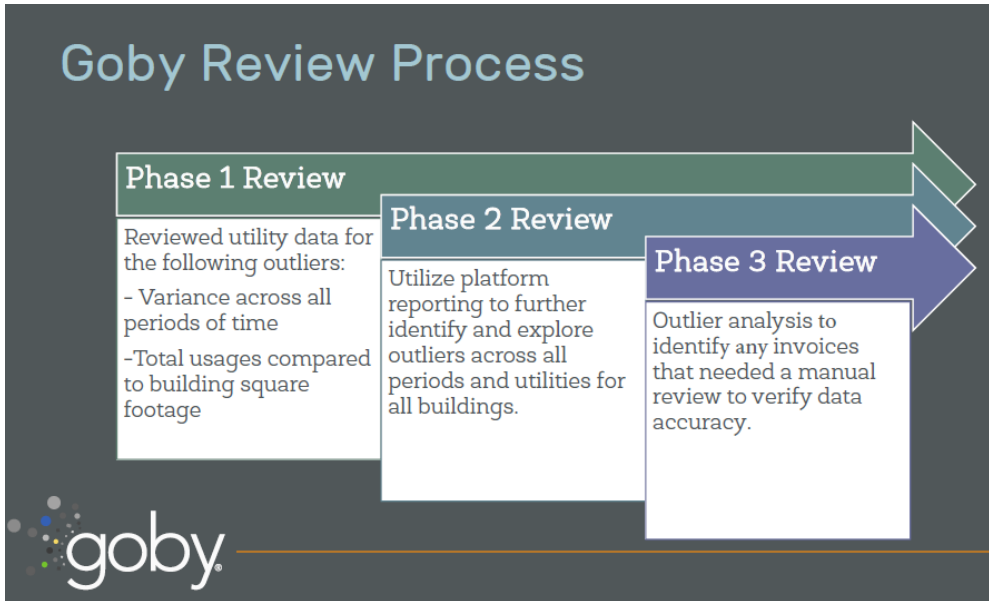 Goby Review Process
Phase 1 Review
Reviewed utility data for
the following outliers:
- Variance across all
periods of time
-Total usages compared
to building square
footage
Phase 2 Review
Utilize platform
reporting to further
identify and explore
outliers across all
periods and utilities for
all buildings.
Phase 3 Review
Outlier analysis to
identify any invoices
that needed a manual
review to verify data
accuracy.
goby®